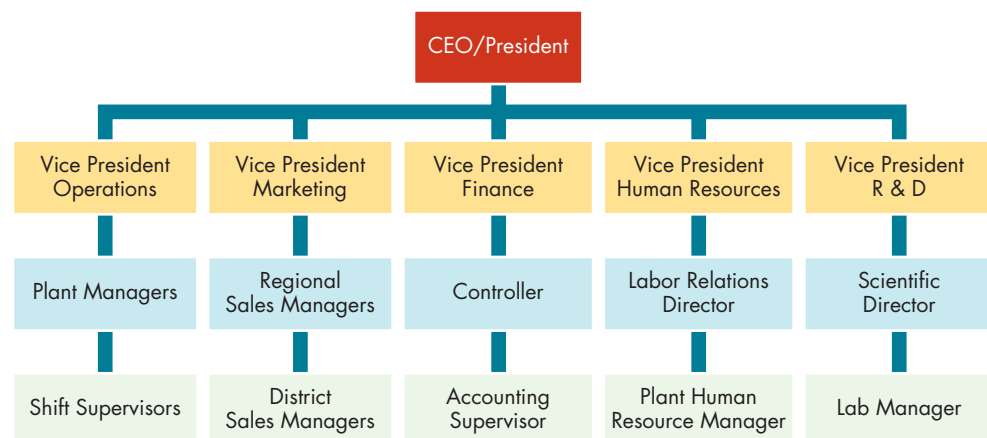 CEO/President
Vice President
Operations
Vice President
Marketing
Vice President
Finance
Vice President
Human Resources
Vice President
R & D
Plant Managers
Regional
Sales Managers
Controller
Labor Relations
Director
Scientific
Director
Shift Supervisors
District
Sales Managers
Accounting
Supervisor
Plant Human
Resource Manager
Lab Manager